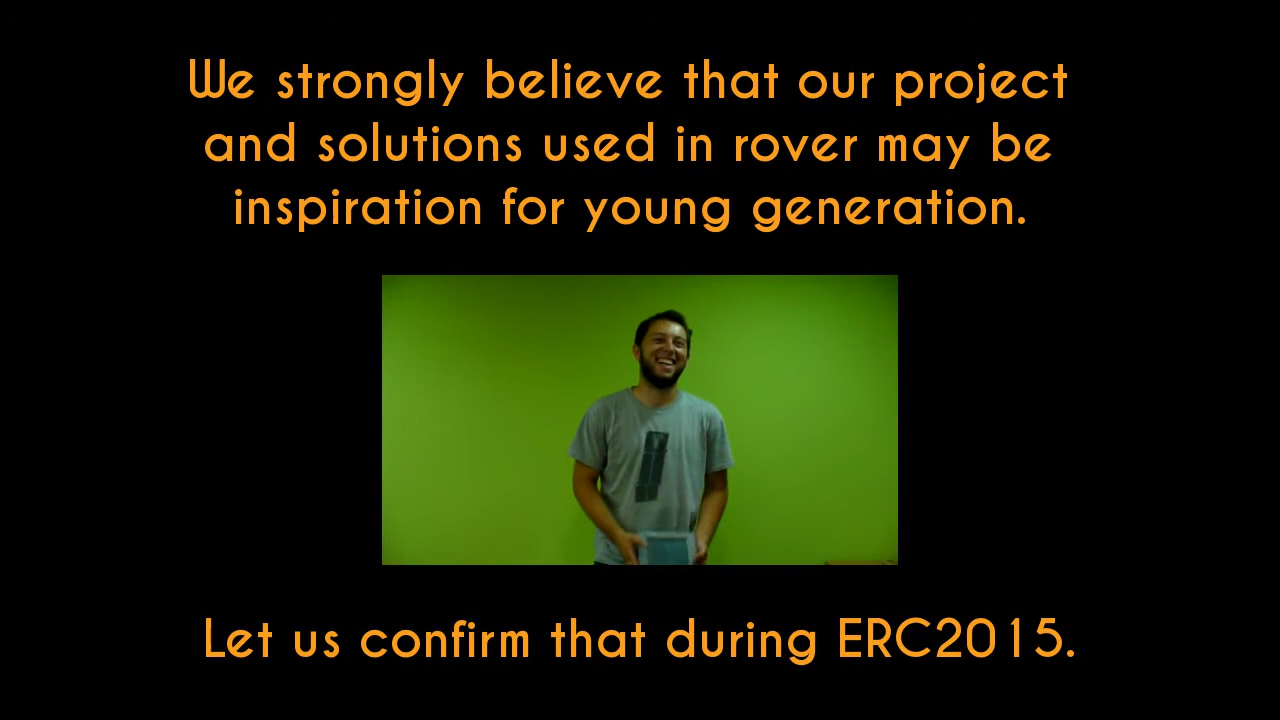 We strongly believe that our project
and solutions used in rover may be
inspiration for young generation.
Let us confirm that during ERC2015.